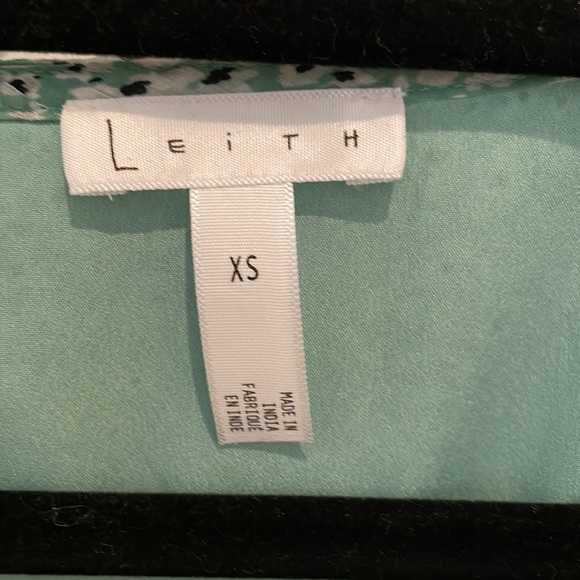 LEiTH
XS
MADE IN
INDIA
FABRIQUÉ
EN INDE